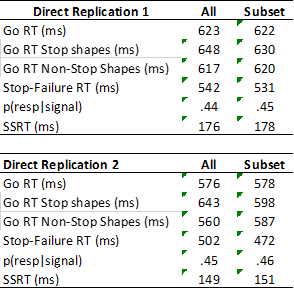 Direct Replication 1 All Subset
Go RT (ms) 623 622
Go RT Stop shapes (ms) 648 630
Go RT Non-Stop Shapes (ms) 617 620
Stop-Failure RT (ms) 542 531
p(resp|signal) .44 .45
SSRT (ms) 176 178
Direct Replication 2 All Subset
Go RT (ms) 576 578
Go RT Stop shapes (ms) 643 598
Go RT Non-Stop Shapes (ms) 560 587
Stop-Failure RT (ms) 502 472
p(resp|signal) .45 .46
SSRT (ms) 149 151